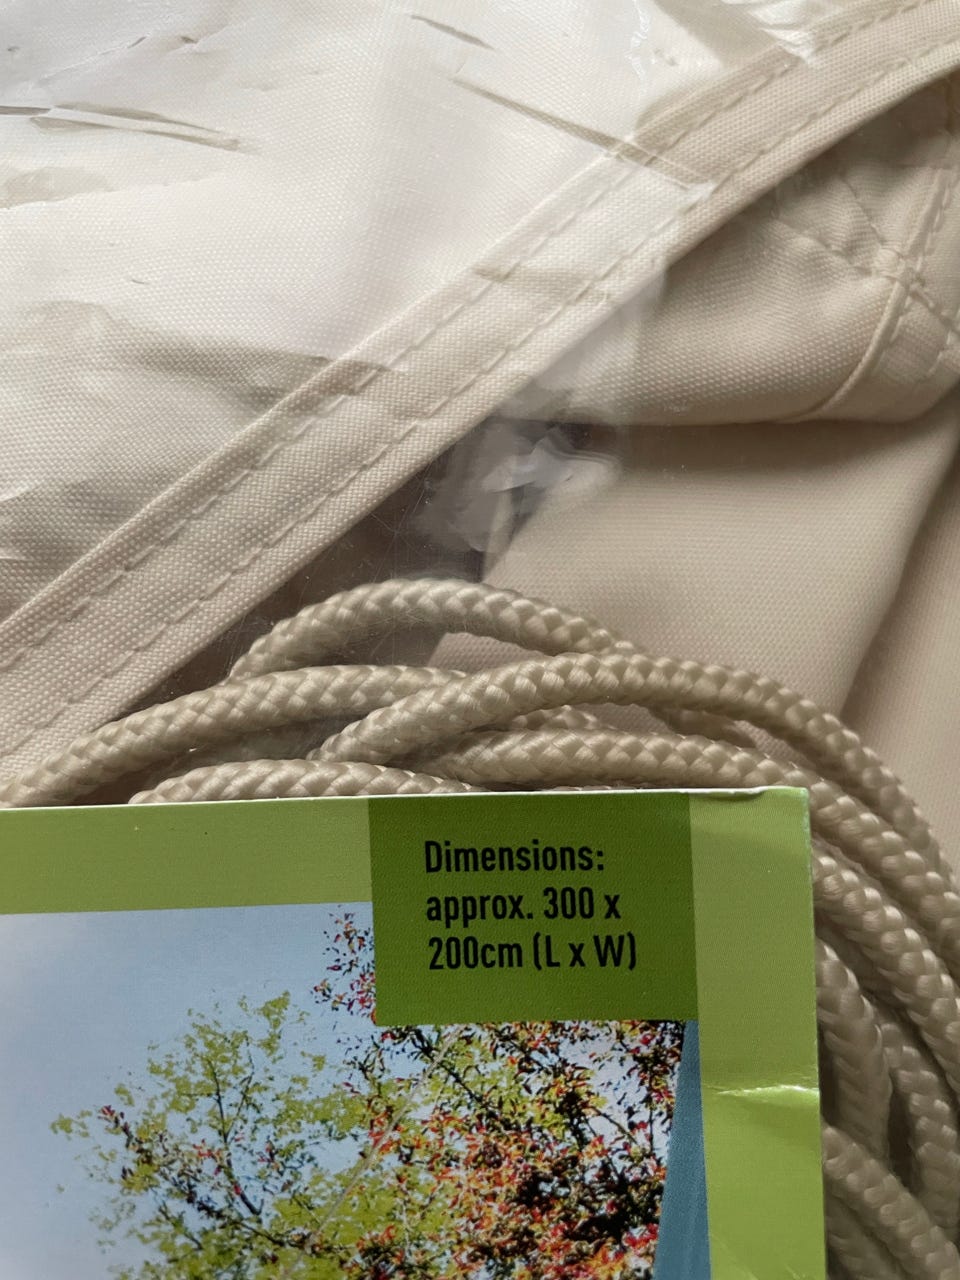 Dimensions:
approx. 300 x
200cm (L x W)